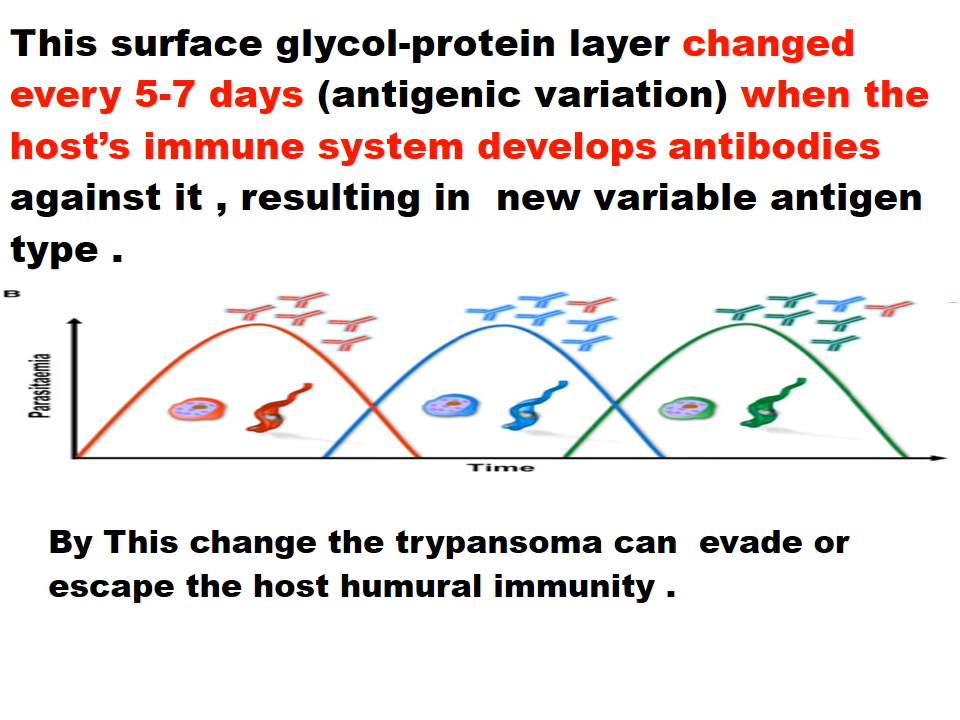 This surface glycol-protein layer changed
every 5-7 days (antigenic variation) when the
host’s immune system develops antibodies
against it , resulting in  new variable antigen
type .
B
Parasitaemia
Time
By This change the trypansoma can  evade or
escape the host humural immunity .